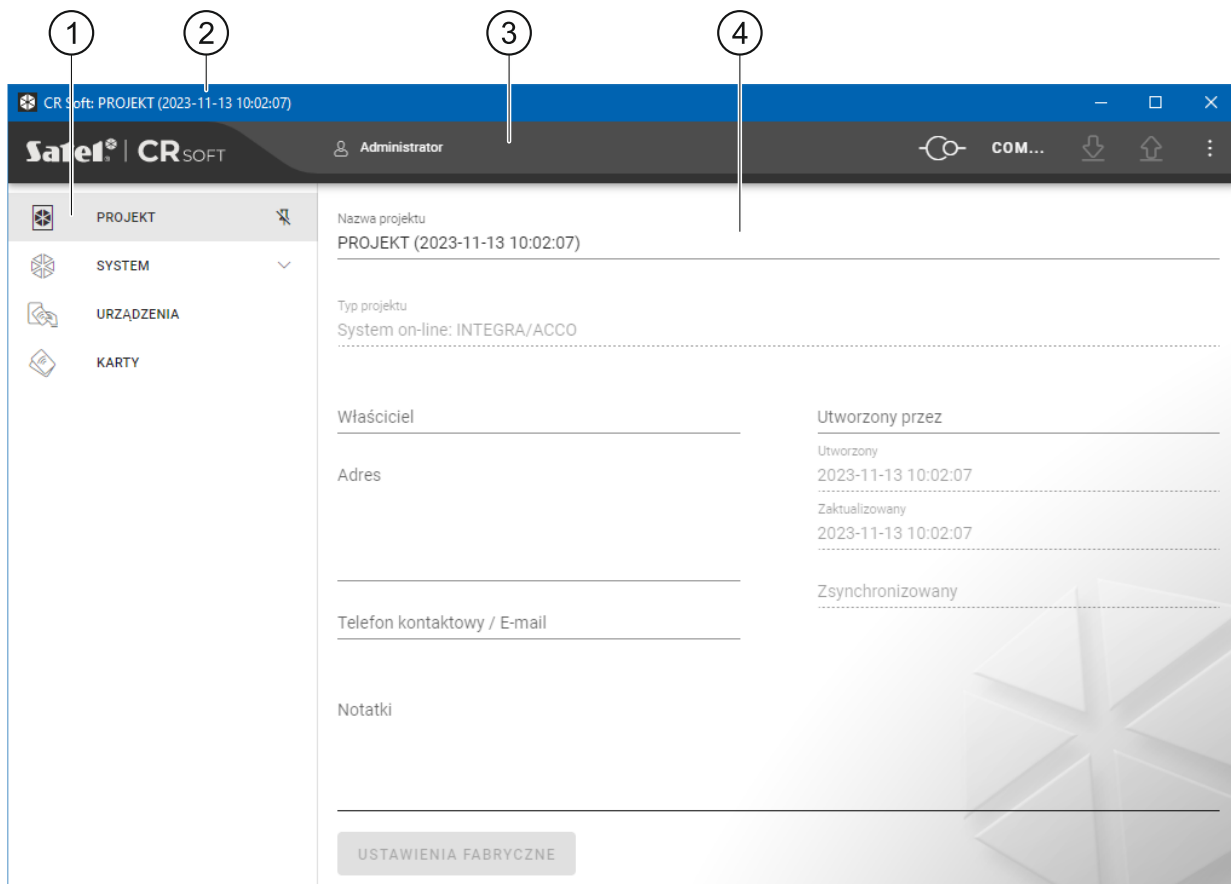 1 2 3 4
CR Soft: PROJEKT (2023-11-13 10:02:07)
Satel® | CR SOFT Administrator COM...
PROJEKT
SYSTEM
URZĄDZENIA
KARTY
Nazwa projektu
PROJEKT (2023-11-13 10:02:07)
Typ projektu
System on-line: INTEGRA/ACCO
Właściciel
Adres
Telefon kontaktowy / E-mail
Utworzony przez
Utworzony
2023-11-13 10:02:07
Zaktualizowany
2023-11-13 10:02:07
Zsynchronizowany
Notatki
USTAWIENIA FABRYCZNE